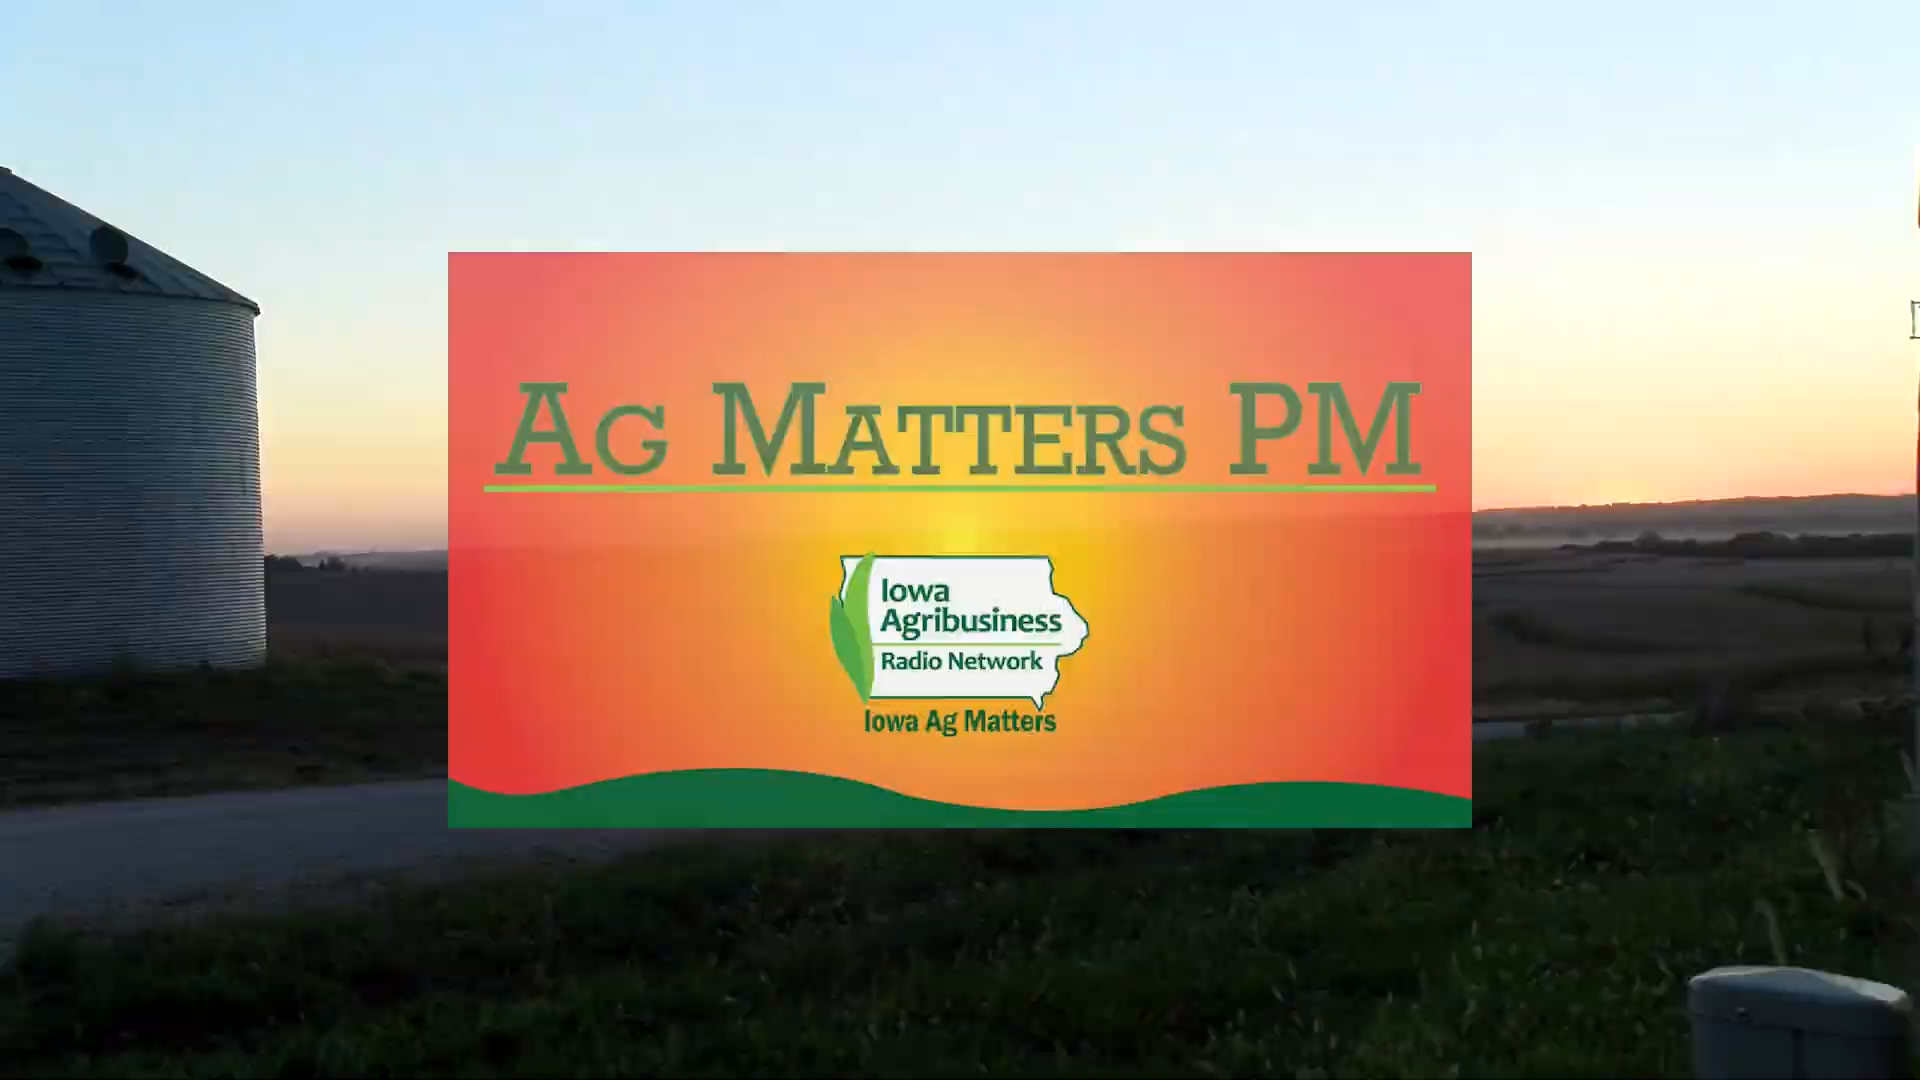 Ag Matters PM
Iowa
Agribusiness
Radio Network
Iowa Ag Matters